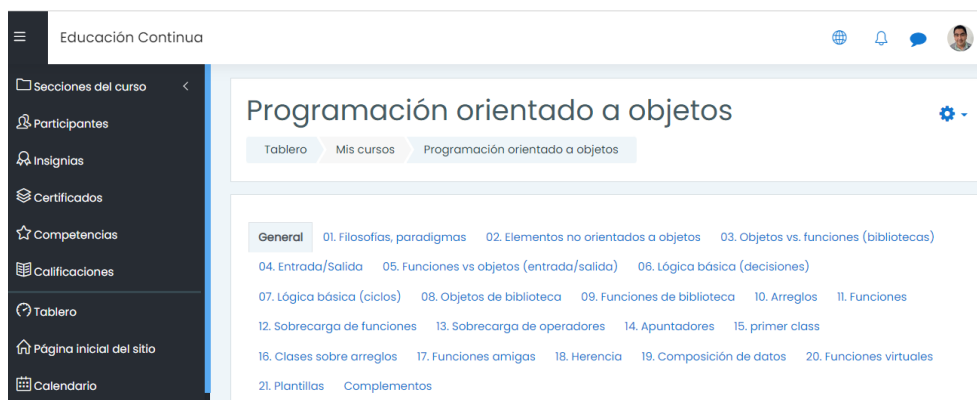 Educación Continua
Secciones del curso
Participantes
Insignias
Certificados
Competencias
Calificaciones
Tablero
Página inicial del sitio
Calendario
Programación orientado a objetos
Tablero Mis cursos Programación orientado a objetos
General 01. Filosofías, paradigmas 02. Elementos no orientados a objetos 03. Objetos vs. funciones (bibliotecas)
04. Entrada/Salida 05. Funciones vs objetos (entrada/salida) 06. Lógica básica (decisiones)
07. Lógica básica (ciclos) 08. Objetos de biblioteca 09. Funciones de biblioteca 10. Arreglos 11. Funciones
12. Sobrecarga de funciones 13. Sobrecarga de operadores 14. Apuntadores 15. primer class
16. Clases sobre arreglos 17. Funciones amigas 18. Herencia 19. Composición de datos 20. Funciones virtuales
21. Plantillas Complementos